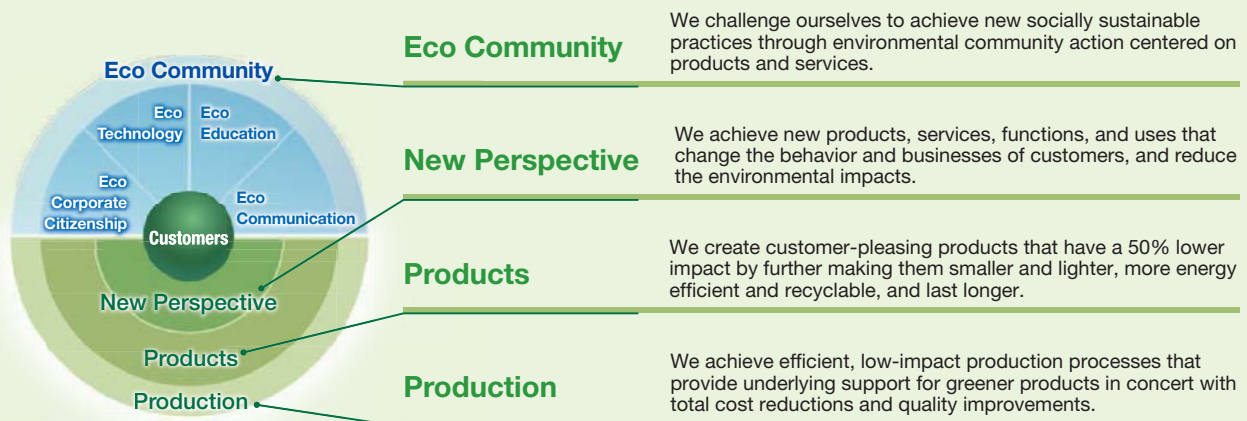 Eco Community
Eco
Technology
Eco
Education
Eco
Corporate
Citizenship
Eco
Communication
Customers
New Perspective
Products
Production
Eco Community
We challenge ourselves to achieve new socially sustainable
practices through environmental community action centered on
products and services.
New Perspective
We achieve new products, services, functions, and uses that
change the behavior and businesses of customers, and reduce
the environmental impacts.
Products
We create customer-pleasing products that have a 50% lower
impact by further making them smaller and lighter, more energy
efficient and recyclable, and last longer.
Production
We achieve efficient, low-impact production processes that
provide underlying support for greener products in concert with
total cost reductions and quality improvements.